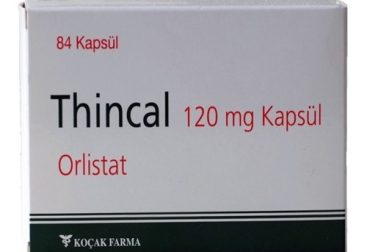 84 Kapsül
Thincal 120 mg Kapsül
Orlistat
KOÇAK FARMA